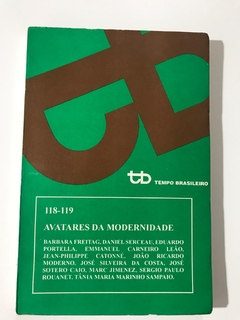 tb TEMPO BRASILEIRO
118-119
AVATARES DA MODERNIDADE
BARBARA FREITAG, DANIEL SERCEAU, EDUARDO
PORTELLA, EMMANUEL CARNEIRO LEÃO,
JEAN-PHILIPPE CATONNÉ, JOÃO RICARDO
MODERNO, JOSÉ SILVEIRA DA COSTA, JOSÉ
SOTERO CAIO, MARC JIMENEZ, SERGIO PAULO
ROUANET, TÂNIA MARIA MARINHO SAMPAIO.